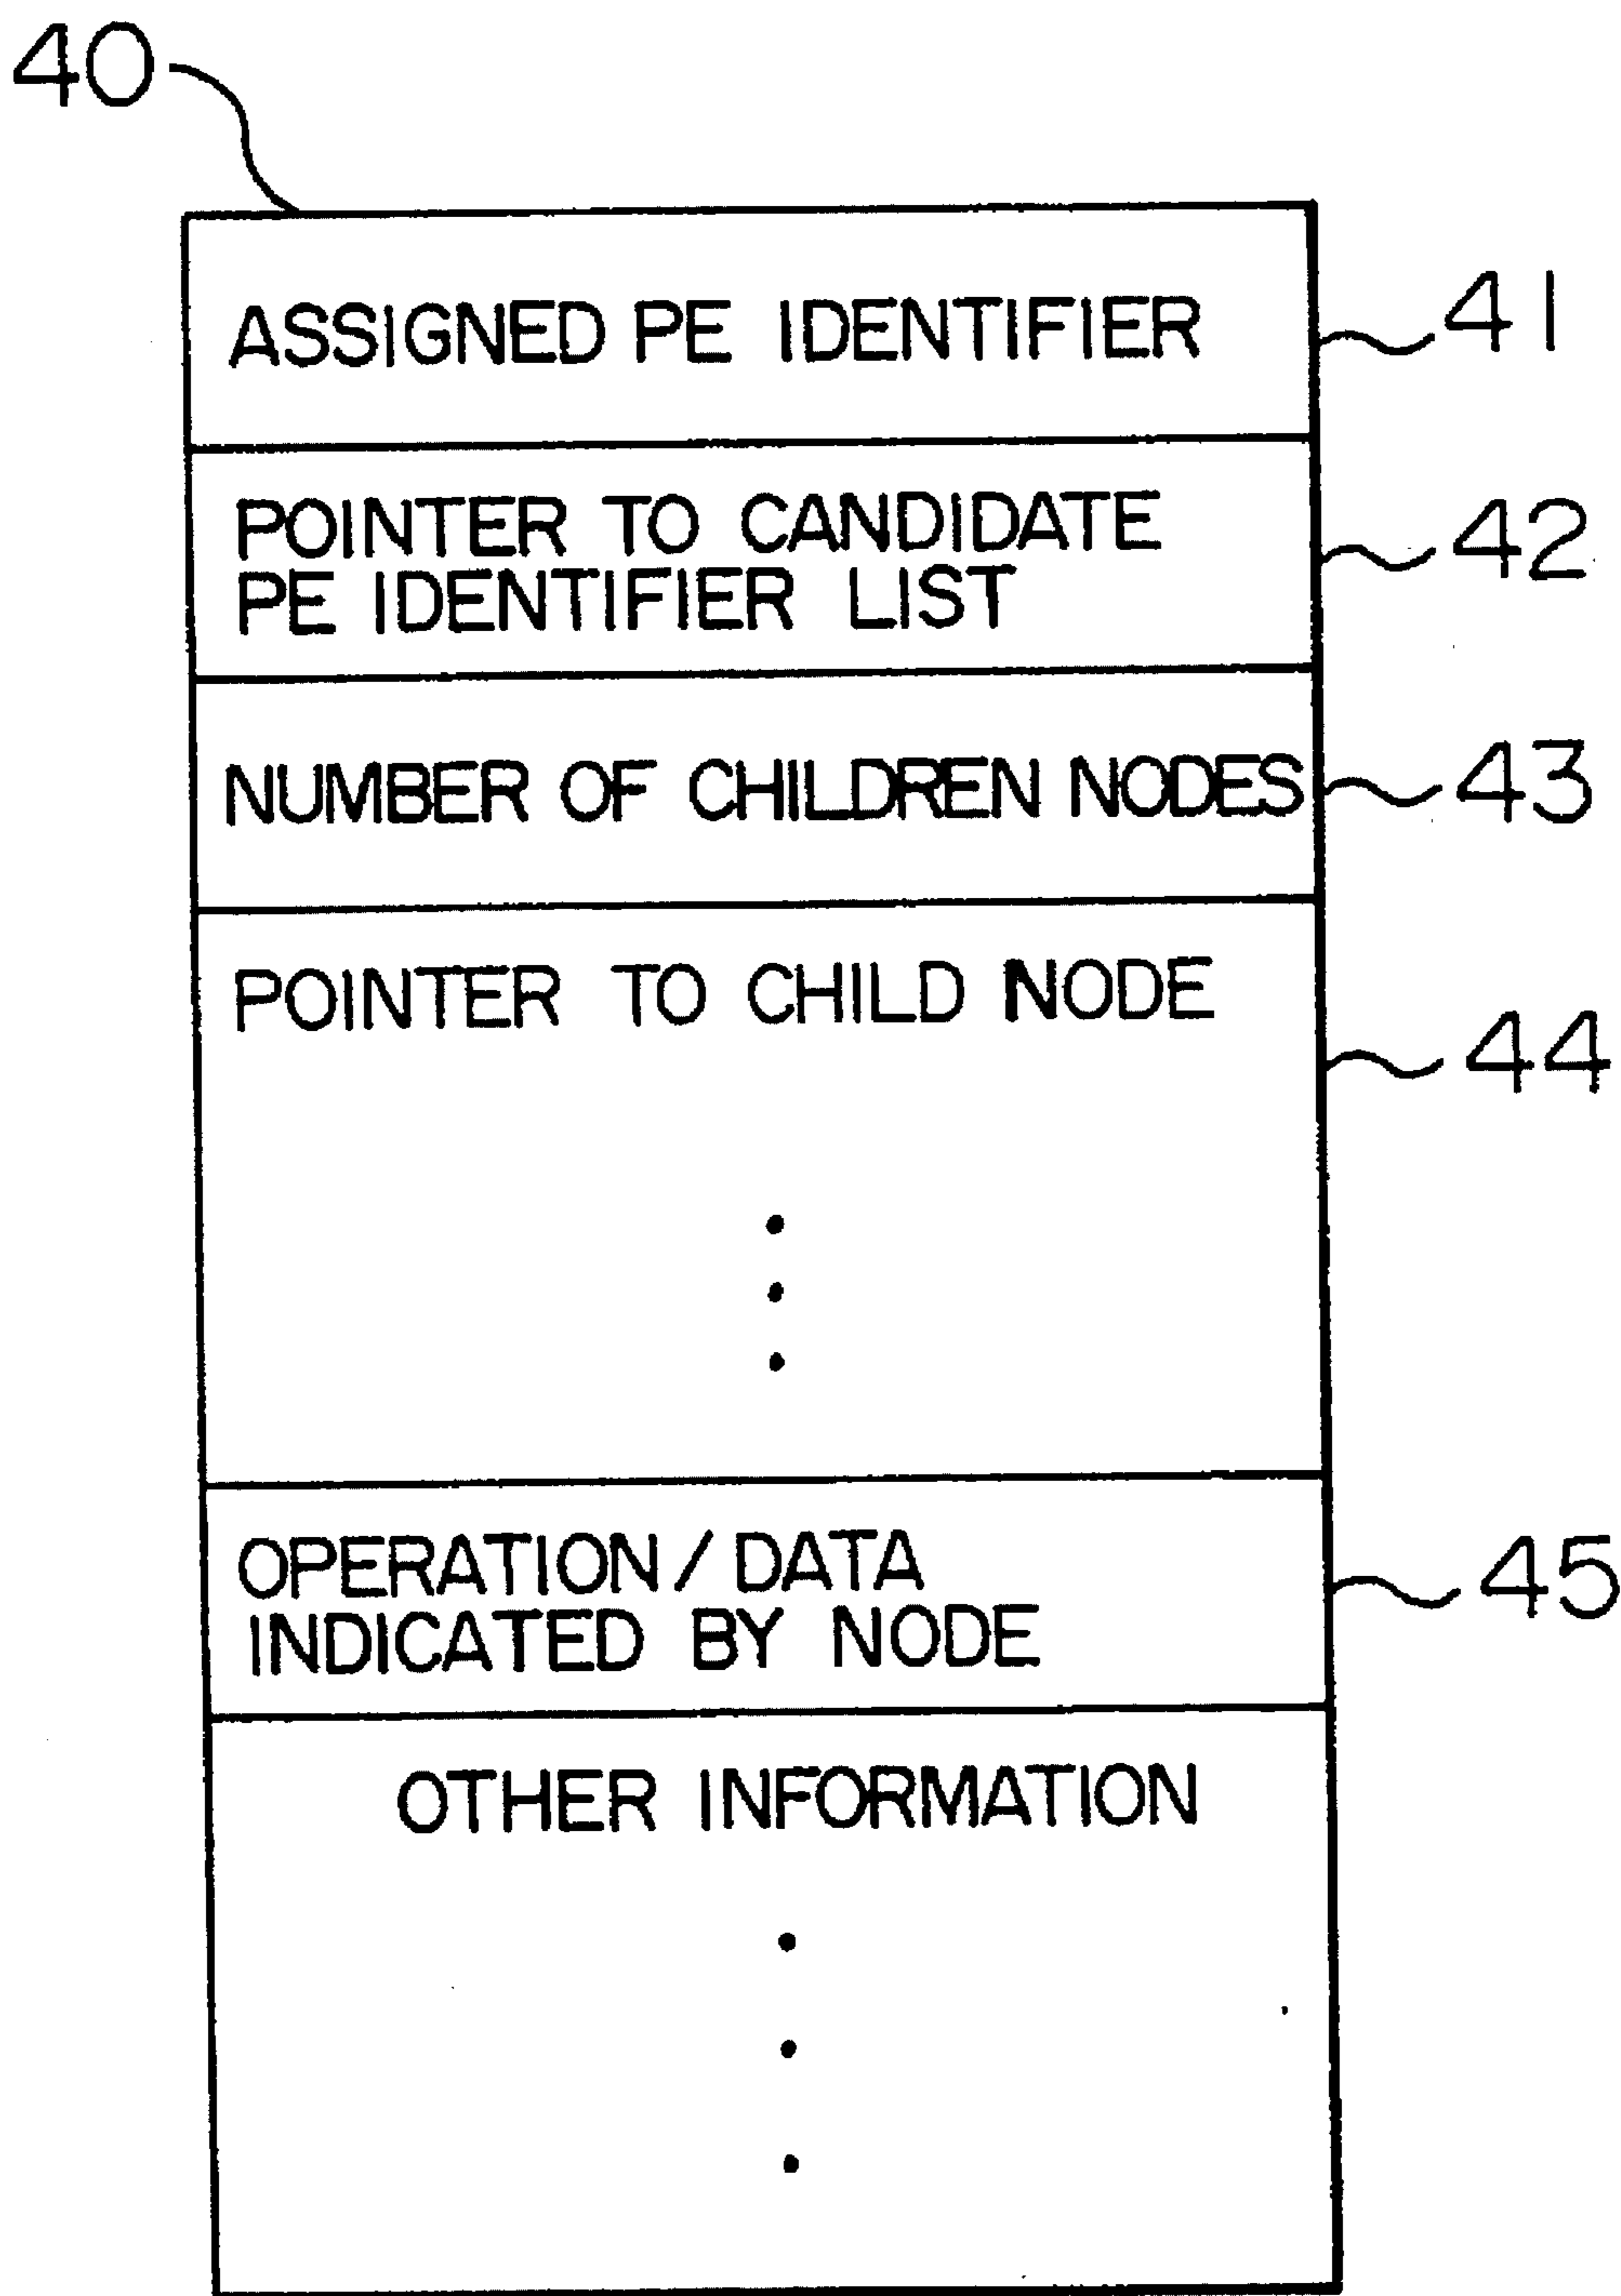 40
ASSIGNED PE IDENTIFIER
41
POINTER TO CANDIDATE
PE IDENTIFIER LIST
42
NUMBER OF CHILDREN NODES
43
POINTER TO CHILD NODE
44
OPERATION/DATA
INDICATED BY NODE
45
OTHER INFORMATION